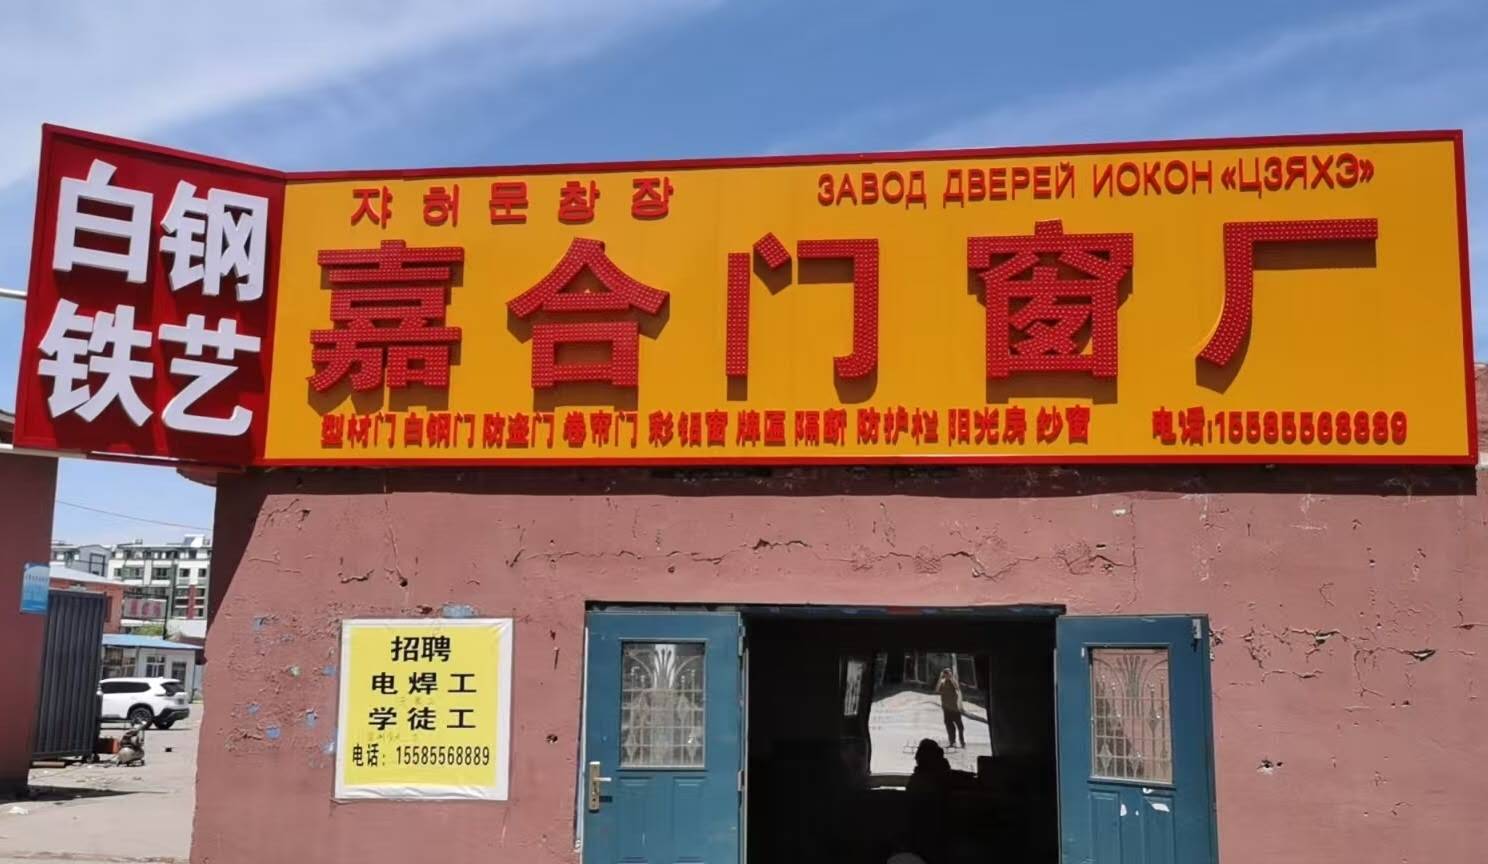 白钢
铁艺
쟈허문창장
ЗАВОД ДВЕРЕЙ ИОКОН «ЦЗЯХЭ»
嘉合门窗厂
型材门 白钢门 防盗门 卷帘门 彩铝窗 牌匾 隔断 防护栏 阳光房 纱窗 电话:15585568889
招聘
电焊工
学徒工
电话：15585568889